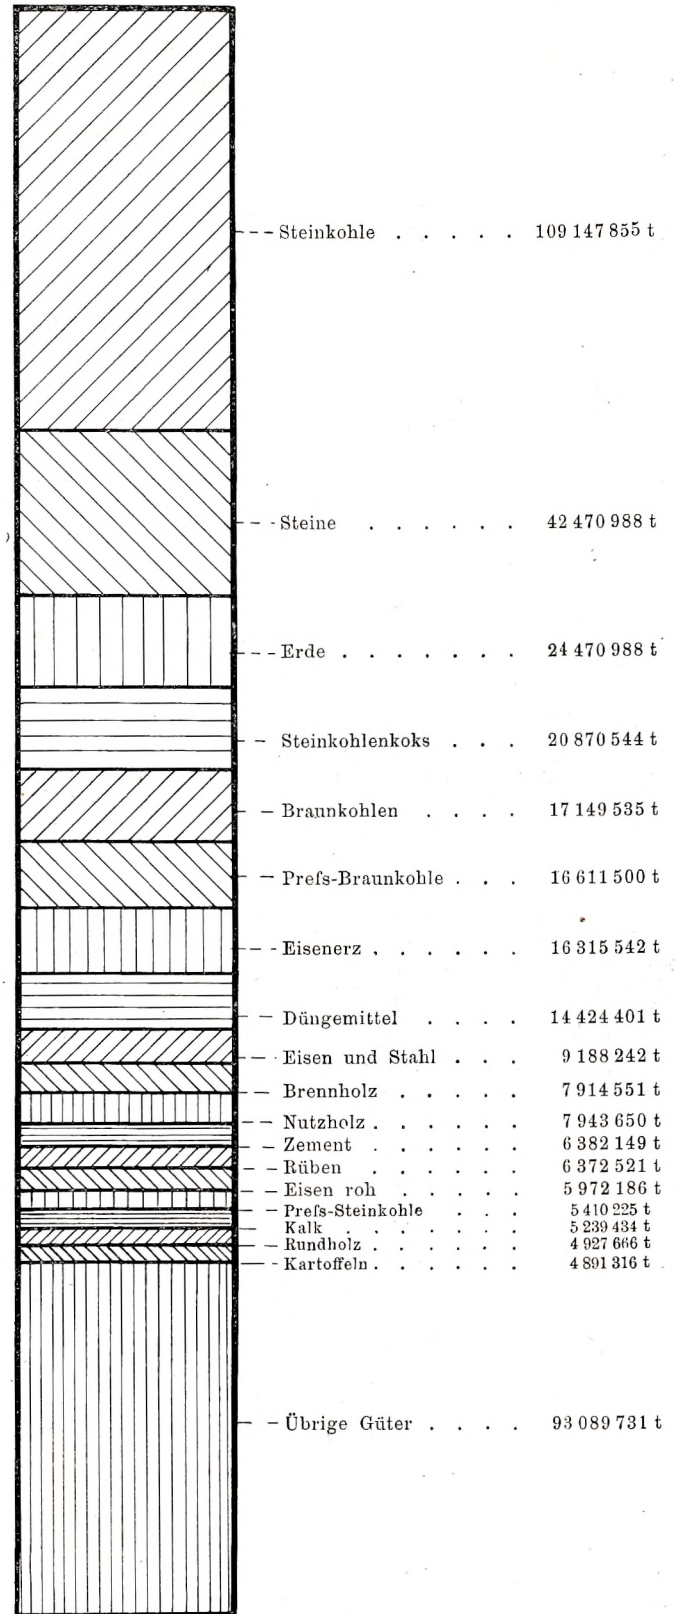 Steinkohle . . . . . 109 147 855 t
Steine . . . . . . 42 470 988 t
Erde . . . . . . . 24 470 988 t
Steinkohlenkoks . . . 20 870 544 t
Braunkohlen . . . . 17 149 535 t
Preſs-Braunkohle . . . 16 611 500 t
Eisenerz . . . . . . 16 315 542 t
Düngemittel . . . . 14 424 401 t
Eisen und Stahl . . . 9 188 242 t
Brennholz . . . . . 7 914 551 t
Nutzholz . . . . . . 7 943 650 t
Zement . . . . . . 6 382 149 t
Rüben . . . . . . 6 372 521 t
Eisen roh . . . . . 5 972 186 t
Preſs-Steinkohle . . . 5 410 225 t
Kalk . . . . . . . 5 239 434 t
Rundholz . . . . . . 4 927 666 t
Kartoffeln . . . . . . 4 891 316 t
Übrige Güter . . . . 93 089 731 t